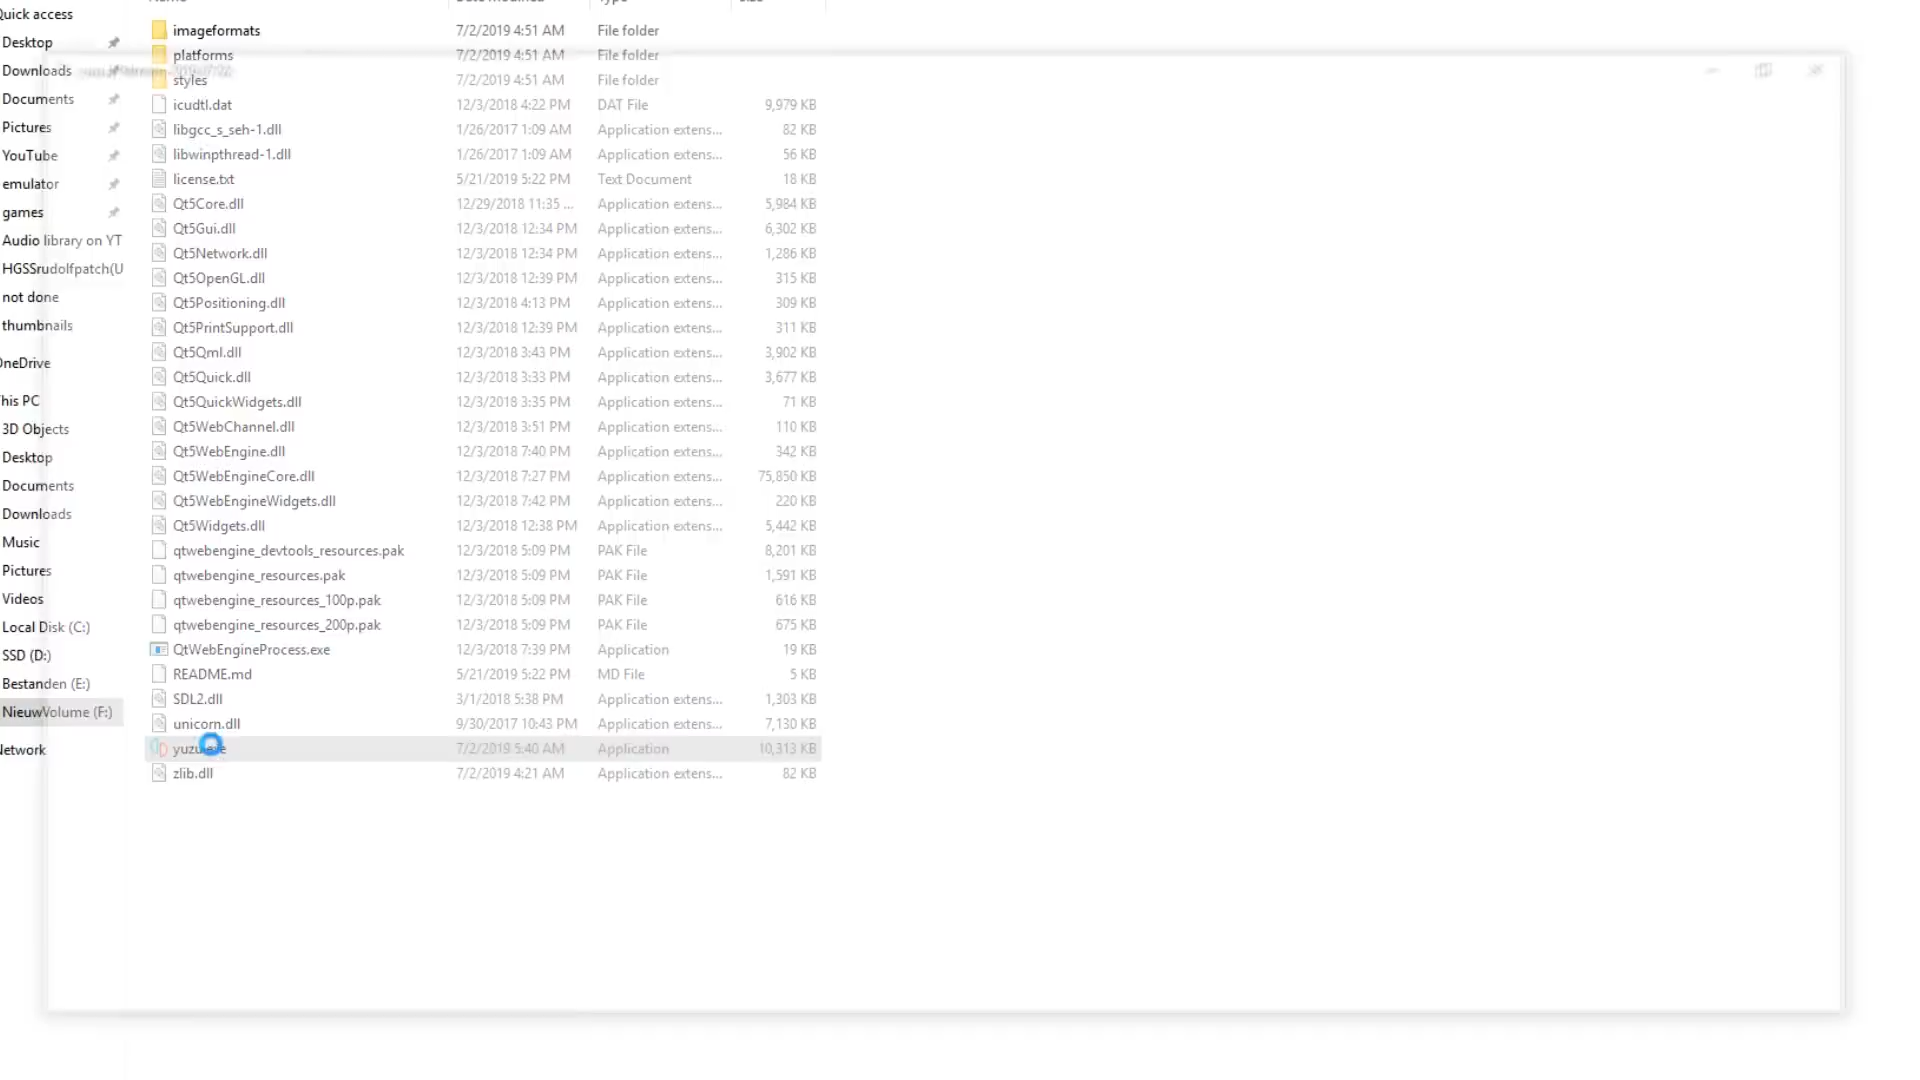 Quick access
Desktop
Downloads
Documents
Pictures
YouTube
emulator
games
Audio library on YT
HGSSrudolfpatch(U
not done
thumbnails
OneDrive
This PC
3D Objects
Desktop
Documents
Downloads
Music
Pictures
Videos
Local Disk (C:)
SSD (D:)
Bestanden (E:)
NieuwVolume (F:)
Network
imageformats 7/2/2019 4:51 AM File folder
platforms 7/2/2019 4:51 AM File folder
styles 7/2/2019 4:51 AM File folder
icudtl.dat 12/3/2018 4:22 PM DAT File 9,979 KB
libgcc_s_seh-1.dll 1/26/2017 1:09 AM Application extens... 82 KB
libwinpthread-1.dll 1/26/2017 1:09 AM Application extens... 56 KB
license.txt 5/21/2019 5:22 PM Text Document 18 KB
Qt5Core.dll 12/29/2018 11:35 ... Application extens... 5,984 KB
Qt5Gui.dll 12/3/2018 12:34 PM Application extens... 6,302 KB
Qt5Network.dll 12/3/2018 12:34 PM Application extens... 1,286 KB
Qt5OpenGL.dll 12/3/2018 12:39 PM Application extens... 315 KB
Qt5Positioning.dll 12/3/2018 4:13 PM Application extens... 309 KB
Qt5PrintSupport.dll 12/3/2018 12:39 PM Application extens... 311 KB
Qt5Qml.dll 12/3/2018 3:43 PM Application extens... 3,902 KB
Qt5Quick.dll 12/3/2018 3:33 PM Application extens... 3,677 KB
Qt5QuickWidgets.dll 12/3/2018 3:35 PM Application extens... 71 KB
Qt5WebChannel.dll 12/3/2018 3:51 PM Application extens... 110 KB
Qt5WebEngine.dll 12/3/2018 7:40 PM Application extens... 342 KB
Qt5WebEngineCore.dll 12/3/2018 7:27 PM Application extens... 75,850 KB
Qt5WebEngineWidgets.dll 12/3/2018 7:42 PM Application extens... 220 KB
Qt5Widgets.dll 12/3/2018 12:38 PM Application extens... 5,442 KB
qtwebengine_devtools_resources.pak 12/3/2018 5:09 PM PAK File 8,201 KB
qtwebengine_resources.pak 12/3/2018 5:09 PM PAK File 1,591 KB
qtwebengine_resources_100p.pak 12/3/2018 5:09 PM PAK File 616 KB
qtwebengine_resources_200p.pak 12/3/2018 5:09 PM PAK File 675 KB
QtWebEngineProcess.exe 12/3/2018 7:39 PM Application 19 KB
README.md 5/21/2019 5:22 PM MD File 5 KB
SDL2.dll 3/1/2018 5:38 PM Application extens... 1,303 KB
unicorn.dll 9/30/2017 10:43 PM Application extens... 7,130 KB
yuzu.exe 7/2/2019 5:40 AM Application 10,313 KB
zlib.dll 7/2/2019 4:21 AM Application extens... 82 KB